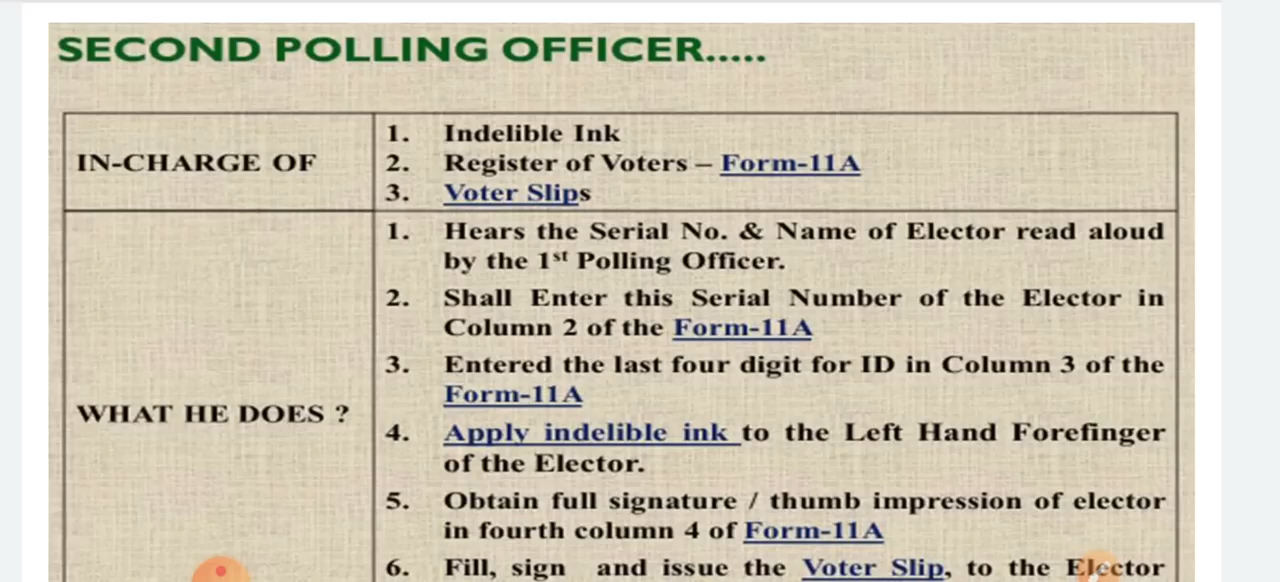 SECOND POLLING OFFICER.....
IN-CHARGE OF
1. Indelible Ink
2. Register of Voters – Form-11A
3. Voter Slips
WHAT HE DOES ?
1. Hears the Serial No. & Name of Elector read aloud
by the 1st Polling Officer.
2. Shall Enter this Serial Number of the Elector in
Column 2 of the Form-11A
3. Entered the last four digit for ID in Column 3 of the
Form-11A
4. Apply indelible ink to the Left Hand Forefinger
of the Elector.
5. Obtain full signature / thumb impression of elector
in fourth column 4 of Form-11A
6. Fill, sign and issue the Voter Slip, to the Elector